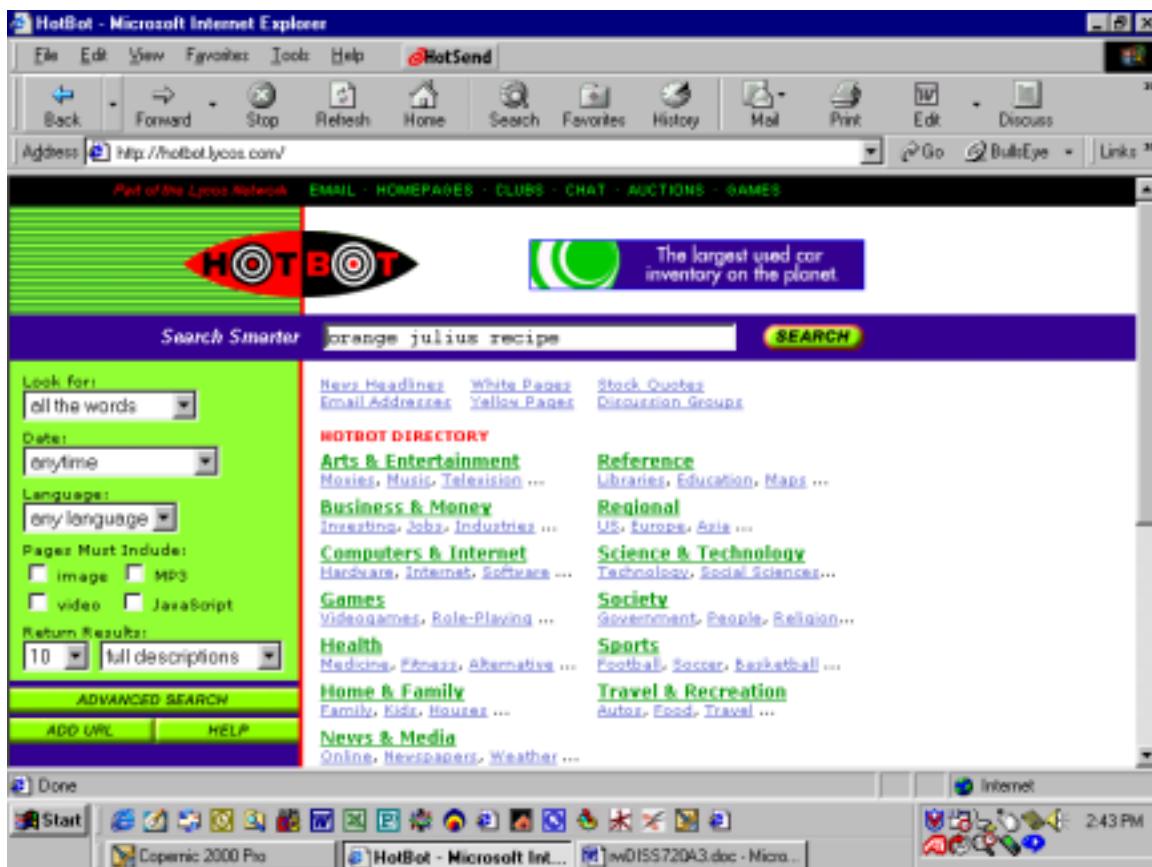 HotBot - Microsoft Internet Explorer
File Edit View Favorites Tools Help HotSend
Back Forward Stop Refresh Home Search Favorites History Mail Print Edit Discuss
Address http://hotbot.lycos.com/ Go BullsEye Links
Part of the Lycos Network EMAIL · HOMEPAGES · CLUBS · CHAT · AUCTIONS · GAMES
HOTBOT
The largest used car
inventory on the planet.
Search Smarter orange julius recipe SEARCH
Look for:
all the words
Date:
anytime
Language:
any language
Pages Must Include:
image MP3
video JavaScript
Return Results:
10 full descriptions
ADVANCED SEARCH
ADD URL HELP
News Headlines White Pages Stock Quotes
Email Addresses Yellow Pages Discussion Groups
HOTBOT DIRECTORY
Arts & Entertainment
Movies, Music, Television ...
Business & Money
Investing, Jobs, Industries ...
Computers & Internet
Hardware, Internet, Software ...
Games
Videogames, Role-Playing ...
Health
Medicine, Fitness, Alternative ...
Home & Family
Family, Kids, Houses ...
News & Media
Online, Newspapers, Weather ...
Reference
Libraries, Education, Maps ...
Regional
US, Europe, Asia ...
Science & Technology
Technology, Social Sciences...
Society
Government, People, Religion...
Sports
Football, Soccer, Basketball ...
Travel & Recreation
Autos, Food, Travel ...
Done Internet
Start 2:43 PM
Copernic 2000 Pro HotBot - Microsoft Int... - Micro...